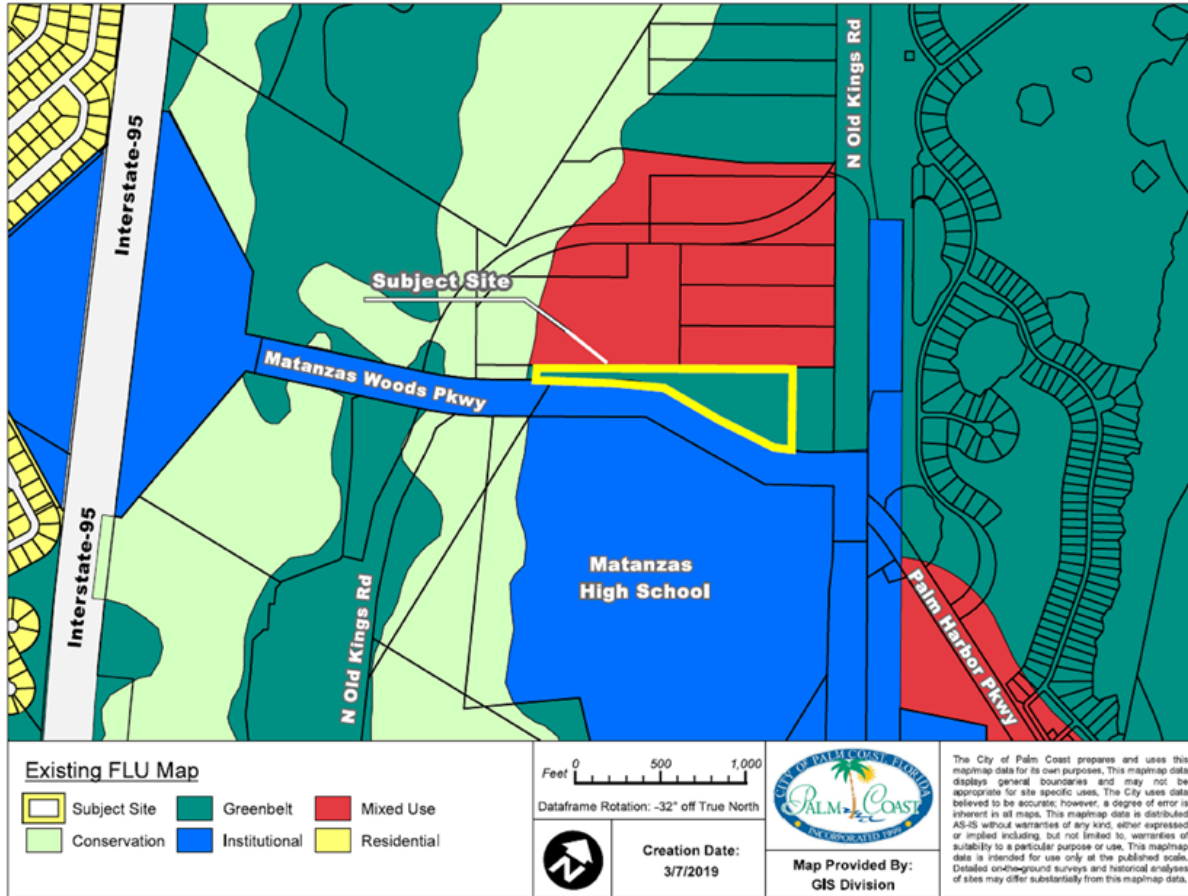 N Old Kings Rd
Interstate-95
Subject Site
Matanzas Woods Pkwy
Interstate-95
N Old Kings Rd
Matanzas
High School
Palm Harbor Pkwy
Existing FLU Map
Subject Site
Greenbelt
Mixed Use
Conservation
Institutional
Residential
Feet
0 500 1,000
Dataframe Rotation: -32° off True North
N
Creation Date:
3/7/2019
CITY OF PALM COAST, FLORIDA
PALM COAST
INCORPORATED 1999
Map Provided By:
GIS Division
The City of Palm Coast prepares and uses this
map/map data for its own purposes. This map/map data
displays general boundaries and may not be
appropriate for site specific uses. The City uses data
believed to be accurate; however, a degree of error is
inherent in all maps. This map/map data is distributed
AS-IS without warranties of any kind, either expressed
or implied including, but not limited to, warranties of
suitability to a particular purpose or use. This map/map
data is intended for use only at the published scale.
Detailed on-the-ground surveys and historical analyses
of sites may differ substantially from this map/map data.